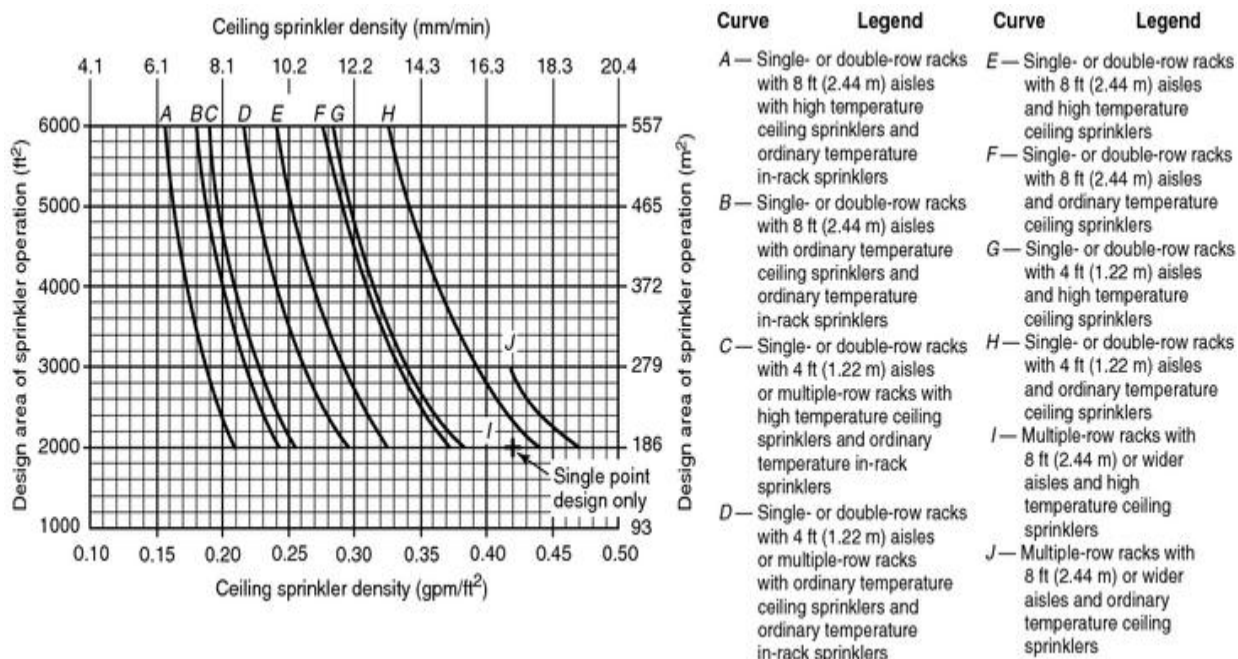 Ceiling sprinkler density (mm/min)
4.1 6.1 8.1 10.2 12.2 14.3 16.3 18.3 20.4
A B C D E F G H
6000 557
5000 465
4000 372
J
3000 279
I
2000 186
Single point
design only
1000 93
0.10 0.15 0.20 0.25 0.30 0.35 0.40 0.45 0.50
Ceiling sprinkler density (gpm/ft²)
Design area of sprinkler operation (ft²)
Design area of sprinkler operation (m²)
Curve Legend
A — Single- or double-row racks
with 8 ft (2.44 m) aisles
with high temperature
ceiling sprinklers and
ordinary temperature
in-rack sprinklers
B — Single- or double-row racks
with 8 ft (2.44 m) aisles
with ordinary temperature
ceiling sprinklers and
ordinary temperature
in-rack sprinklers
C — Single- or double-row racks
with 4 ft (1.22 m) aisles
or multiple-row racks with
high temperature ceiling
sprinklers and ordinary
temperature in-rack
sprinklers
D — Single- or double-row racks
with 4 ft (1.22 m) aisles
or multiple-row racks
with ordinary temperature
ceiling sprinklers and
ordinary temperature
in-rack sprinklers
Curve Legend
E — Single- or double-row racks
with 8 ft (2.44 m) aisles
and high temperature
ceiling sprinklers
F — Single- or double-row racks
with 8 ft (2.44 m) aisles
and ordinary temperature
ceiling sprinklers
G — Single- or double-row racks
with 4 ft (1.22 m) aisles
and high temperature
ceiling sprinklers
H — Single- or double-row racks
with 4 ft (1.22 m) aisles
and ordinary temperature
ceiling sprinklers
I — Multiple-row racks with
8 ft (2.44 m) or wider
aisles and high
temperature ceiling
sprinklers
J — Multiple-row racks with
8 ft (2.44 m) or wider
aisles and ordinary
temperature ceiling
sprinklers